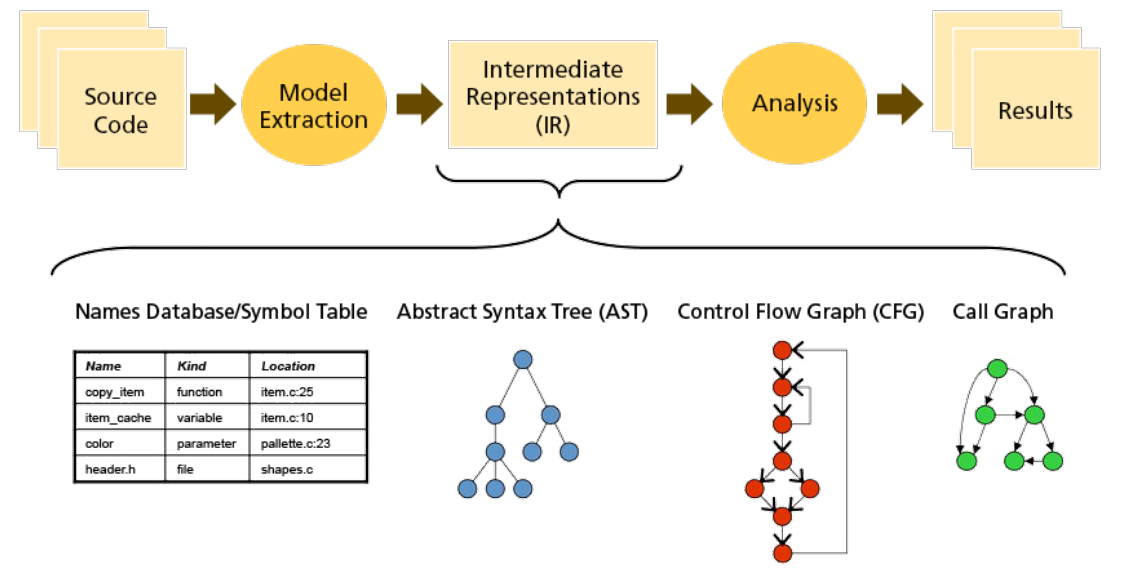 Source
Code
Model
Extraction
Intermediate
Representations
(IR)
Analysis
Results
Names Database/Symbol Table
Abstract Syntax Tree (AST)
Control Flow Graph (CFG)
Call Graph
Name Kind Location
copy_item function item.c:25
item_cache variable item.c:10
color parameter pallette.c:23
header.h file shapes.c